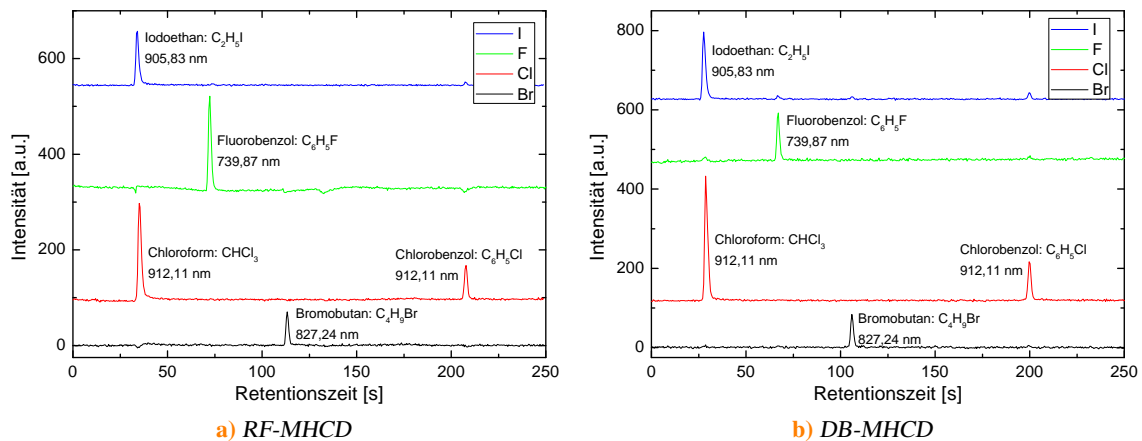 600
300
0
Intensität [a.u.]
Iodoethan: C₂H₅I
905,83 nm
Fluorobenzol: C₆H₅F
739,87 nm
Chloroform: CHCl₃
912,11 nm
Chlorobenzol: C₆H₅Cl
912,11 nm
Bromobutan: C₄H₉Br
827,24 nm
I
F
Cl
Br
0 50 100 150 200 250
Retentionszeit [s]
a) RF-MHCD
800
600
400
200
0
Intensität [a.u.]
Iodoethan: C₂H₅I
905,83 nm
Fluorobenzol: C₆H₅F
739,87 nm
Chloroform: CHCl₃
912,11 nm
Chlorobenzol: C₆H₅Cl
912,11 nm
Bromobutan: C₄H₉Br
827,24 nm
I
F
Cl
Br
0 50 100 150 200 250
Retentionszeit [s]
b) DB-MHCD